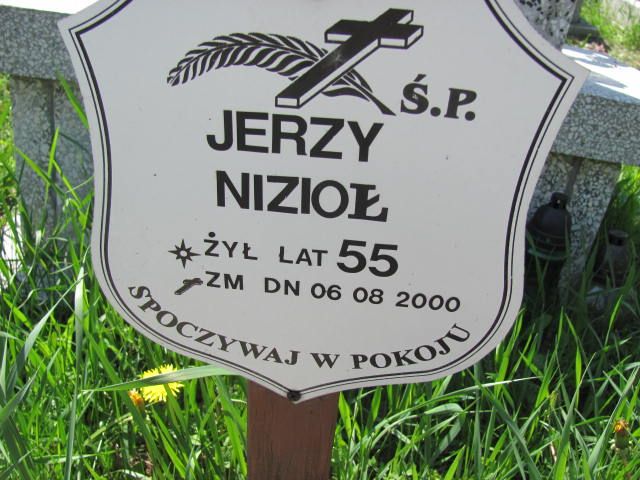 Ś.P.
JERZY
NIZIOŁ
ŻYŁ LAT 55
ZM DN 06 08 2000
SPOCZYWAJ W POKOJU